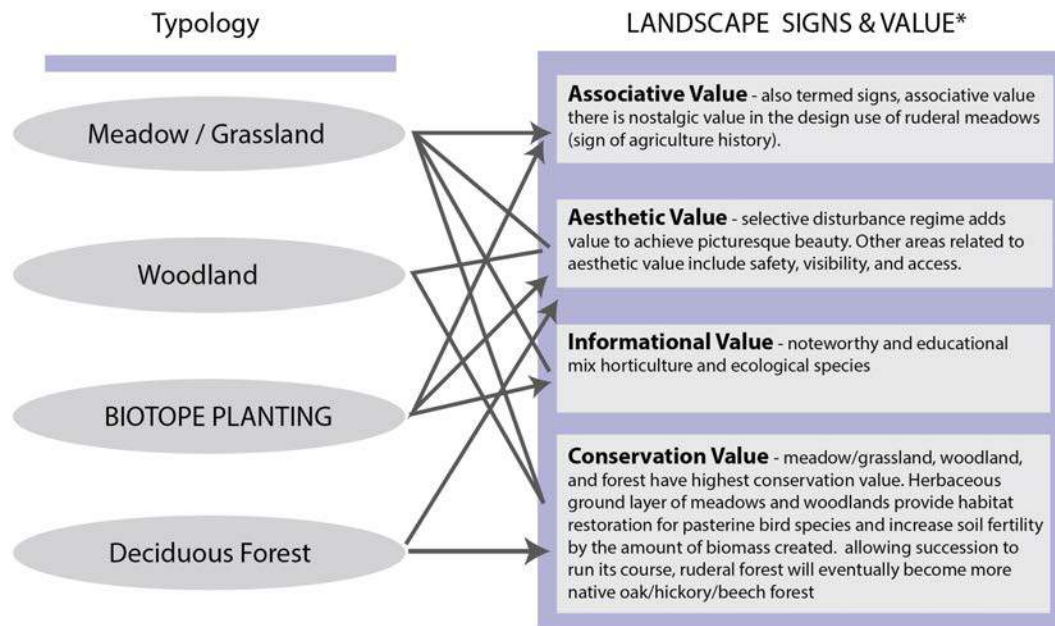 Typology
Meadow / Grassland
Woodland
BIOTOPE PLANTING
Deciduous Forest
LANDSCAPE SIGNS & VALUE*
Associative Value - also termed signs, associative value
there is nostalgic value in the design use of ruderal meadows
(sign of agriculture history).
Aesthetic Value - selective disturbance regime adds
value to achieve picturesque beauty. Other areas related to
aesthetic value include safety, visibility, and access.
Informational Value - noteworthy and educational
mix horticulture and ecological species
Conservation Value - meadow/grassland, woodland,
and forest have highest conservation value. Herbaceous
ground layer of meadows and woodlands provide habitat
restoration for pasterine bird species and increase soil fertility
by the amount of biomass created. allowing succession to
run its course, ruderal forest will eventually become more
native oak/hickory/beech forest